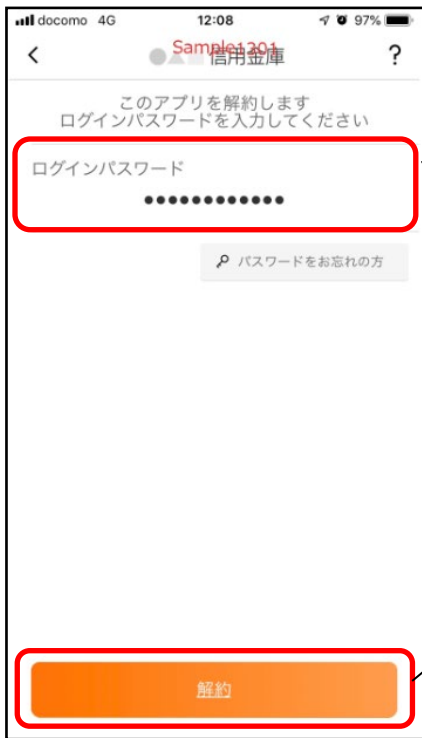 docomo 4G 12:08 97%
Sample1201
●▲■信用金庫 ?
このアプリを解約します
ログインパスワードを入力してください
ログインパスワード
●●●●●●●●●●●●
パスワードをお忘れの方
解約